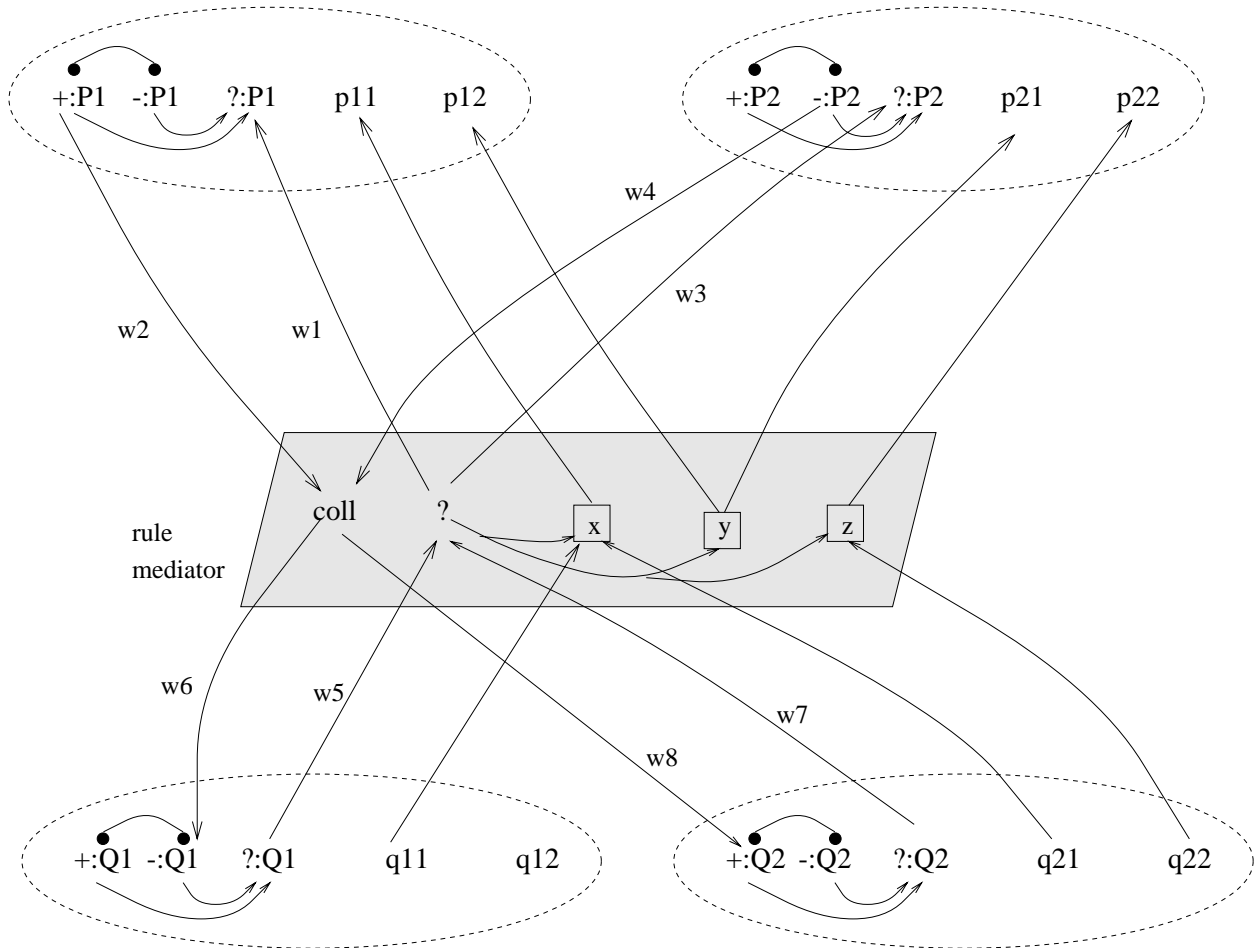 +:P1 -:P1 ?:P1 p11 p12 +:P2 -:P2 ?:P2 p21 p22
w4
w3
w2 w1
coll ? x y z
rule
mediator
w6 w5
w7
w8
+:Q1 -:Q1 ?:Q1 q11 q12 +:Q2 -:Q2 ?:Q2 q21 q22